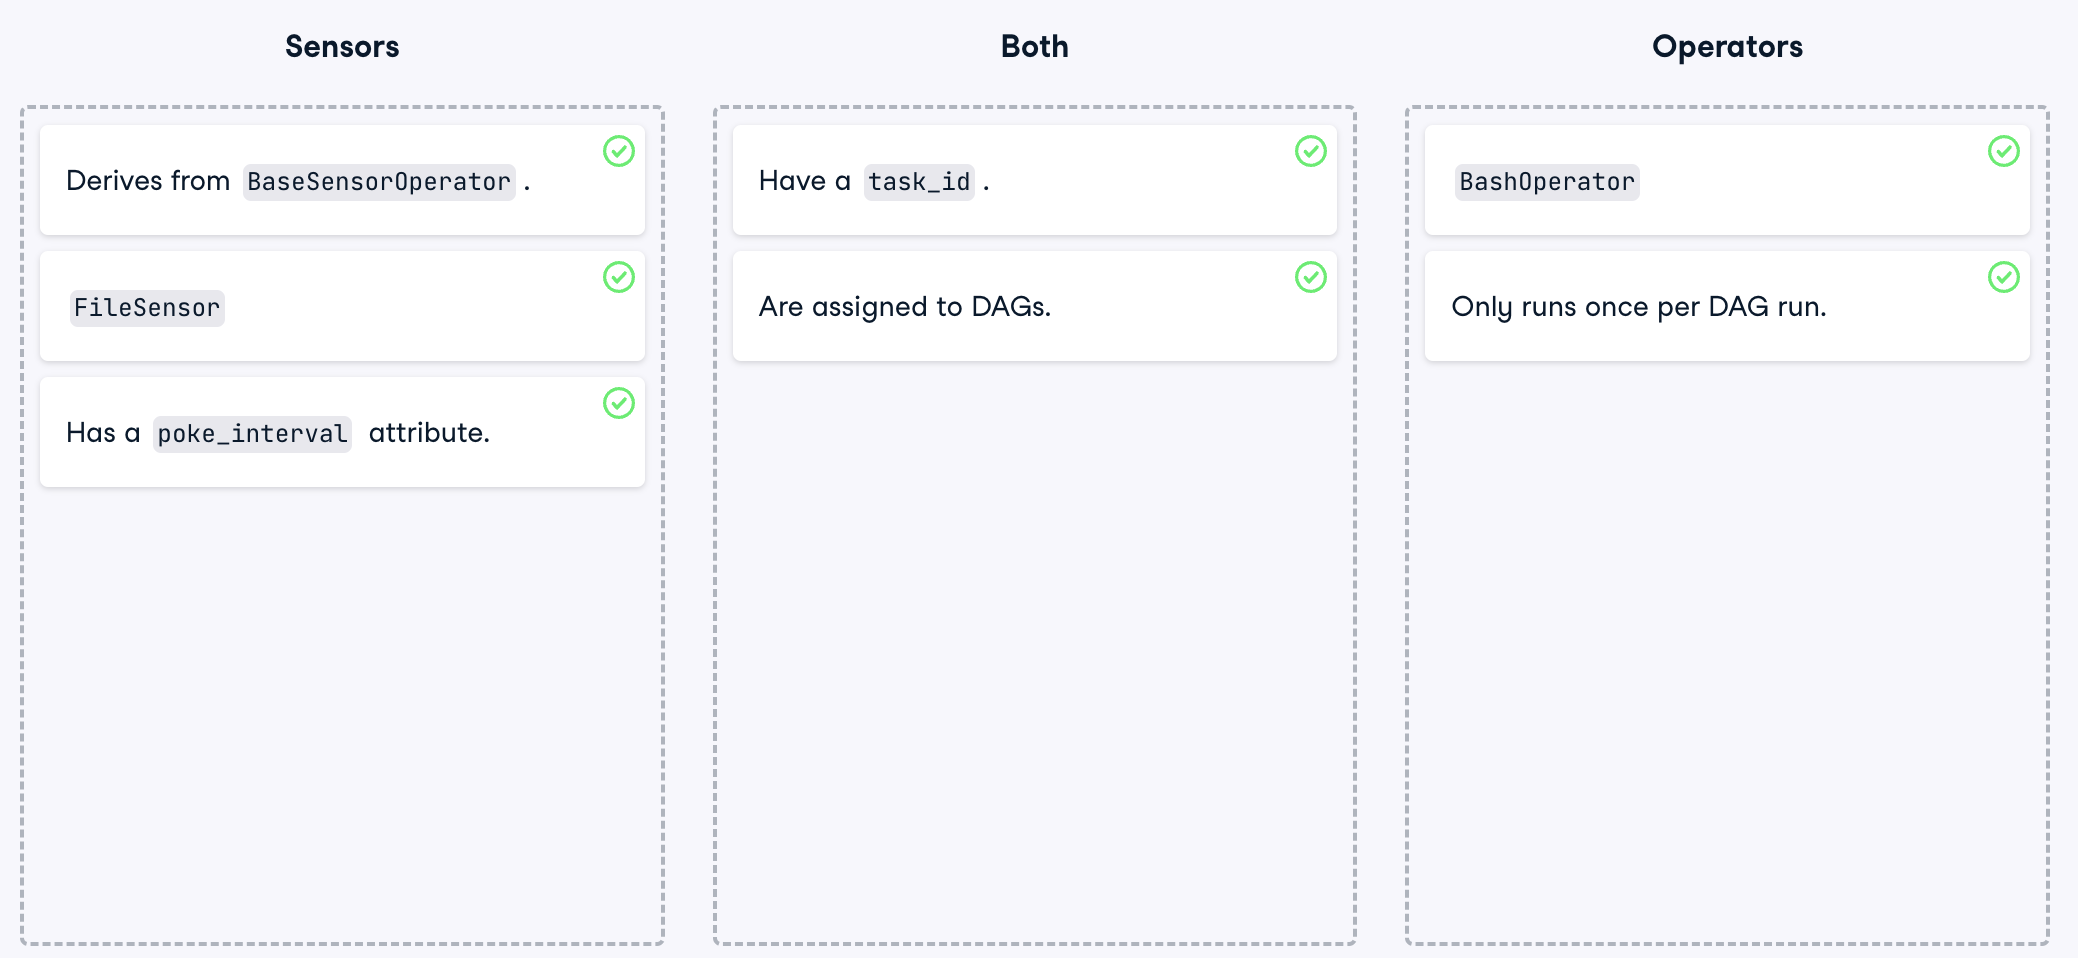 Sensors
Derives from BaseSensorOperator .
FileSensor
Has a poke_interval attribute.
Both
Have a task_id .
Are assigned to DAGs.
Operators
BashOperator
Only runs once per DAG run.